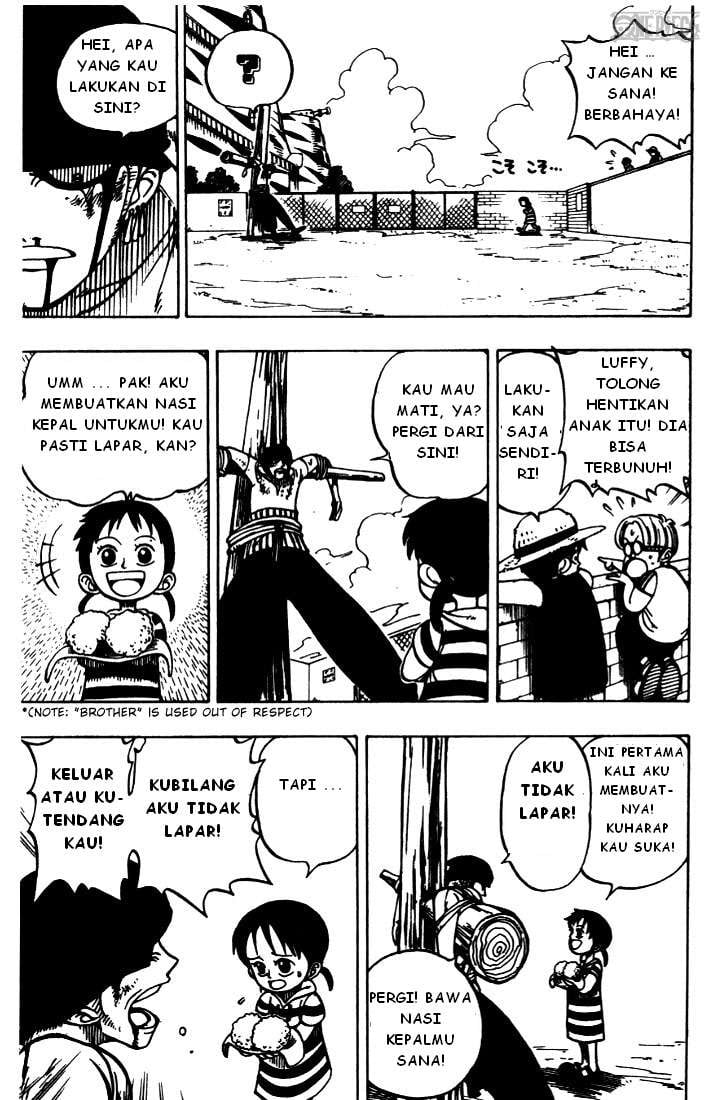 ONE PIECE
HEI …
JANGAN KE
SANA!
BERBAHAYA!
こそ こそ…
?
HEI, APA
YANG KAU
LAKUKAN DI
SINI?
LUFFY,
TOLONG
HENTIKAN
ANAK ITU! DIA
BISA
TERBUNUH!
LAKU-
KAN
SAJA
SENDI-
RI!
KAU MAU
MATI, YA?
PERGI DARI
SINI!
UMM ... PAK! AKU
MEMBUATKAN NASI
KEPAL UNTUKMU! KAU
PASTI LAPAR, KAN?
*(NOTE: "BROTHER" IS USED OUT OF RESPECT)
INI PERTAMA
KALI AKU
MEMBUAT-
NYA!
KUHARAP
KAU SUKA!
AKU
TIDAK
LAPAR!
PERGI! BAWA
NASI
KEPALMU
SANA!
TAPI ...
KUBILANG
AKU TIDAK
LAPAR!
KELUAR
ATAU KU-
TENDANG
KAU!